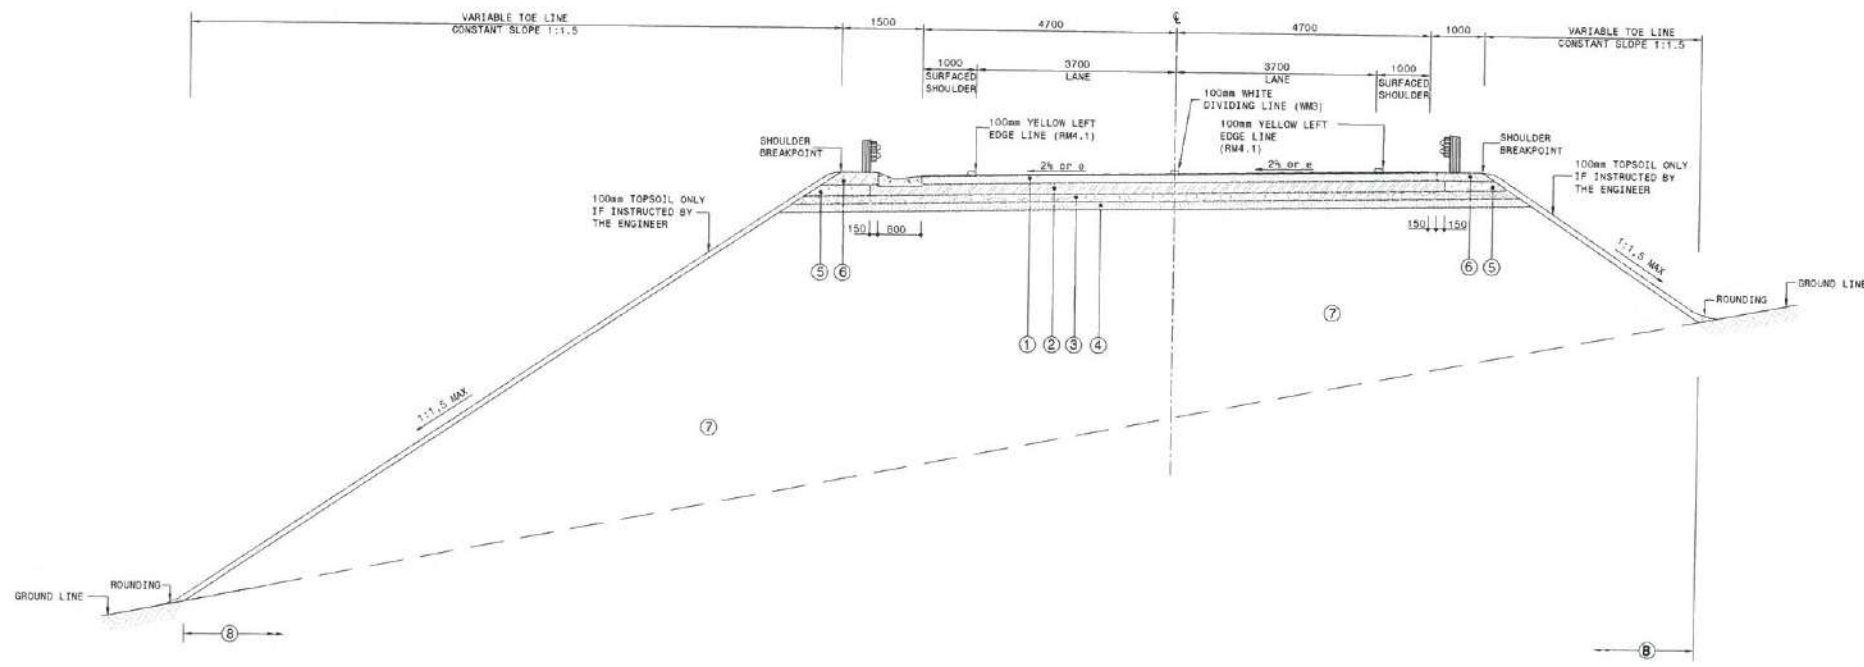 VARIABLE TOE LINE
CONSTANT SLOPE 1:1.5
1500
4700
℄
4700
1000
VARIABLE TOE LINE
CONSTANT SLOPE 1:1.5
1000
SURFACED
SHOULDER
3700
LANE
3700
LANE
1000
SURFACED
SHOULDER
100mm WHITE
DIVIDING LINE (WM3)
100mm YELLOW LEFT
EDGE LINE (RM4.1)
100mm YELLOW LEFT
EDGE LINE
(RM4.1)
SHOULDER
BREAKPOINT
SHOULDER
BREAKPOINT
2% or e
2% or e
100mm TOPSOIL ONLY
IF INSTRUCTED BY
THE ENGINEER
100mm TOPSOIL ONLY
IF INSTRUCTED BY
THE ENGINEER
150
800
150
150
5
6
6
5
1:1,5 MAX
ROUNDING
GROUND LINE
7
1
2
3
4
1:1,5 MAX
7
ROUNDING
GROUND LINE
8
8